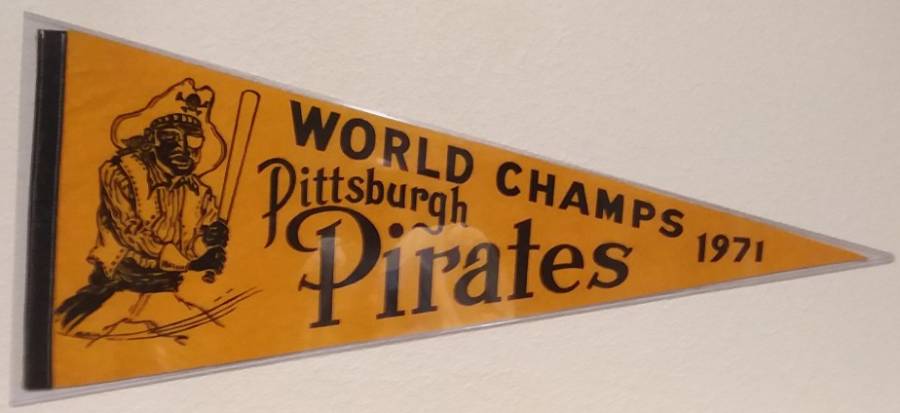 WORLD CHAMPS 1971
Pittsburgh
Pirates